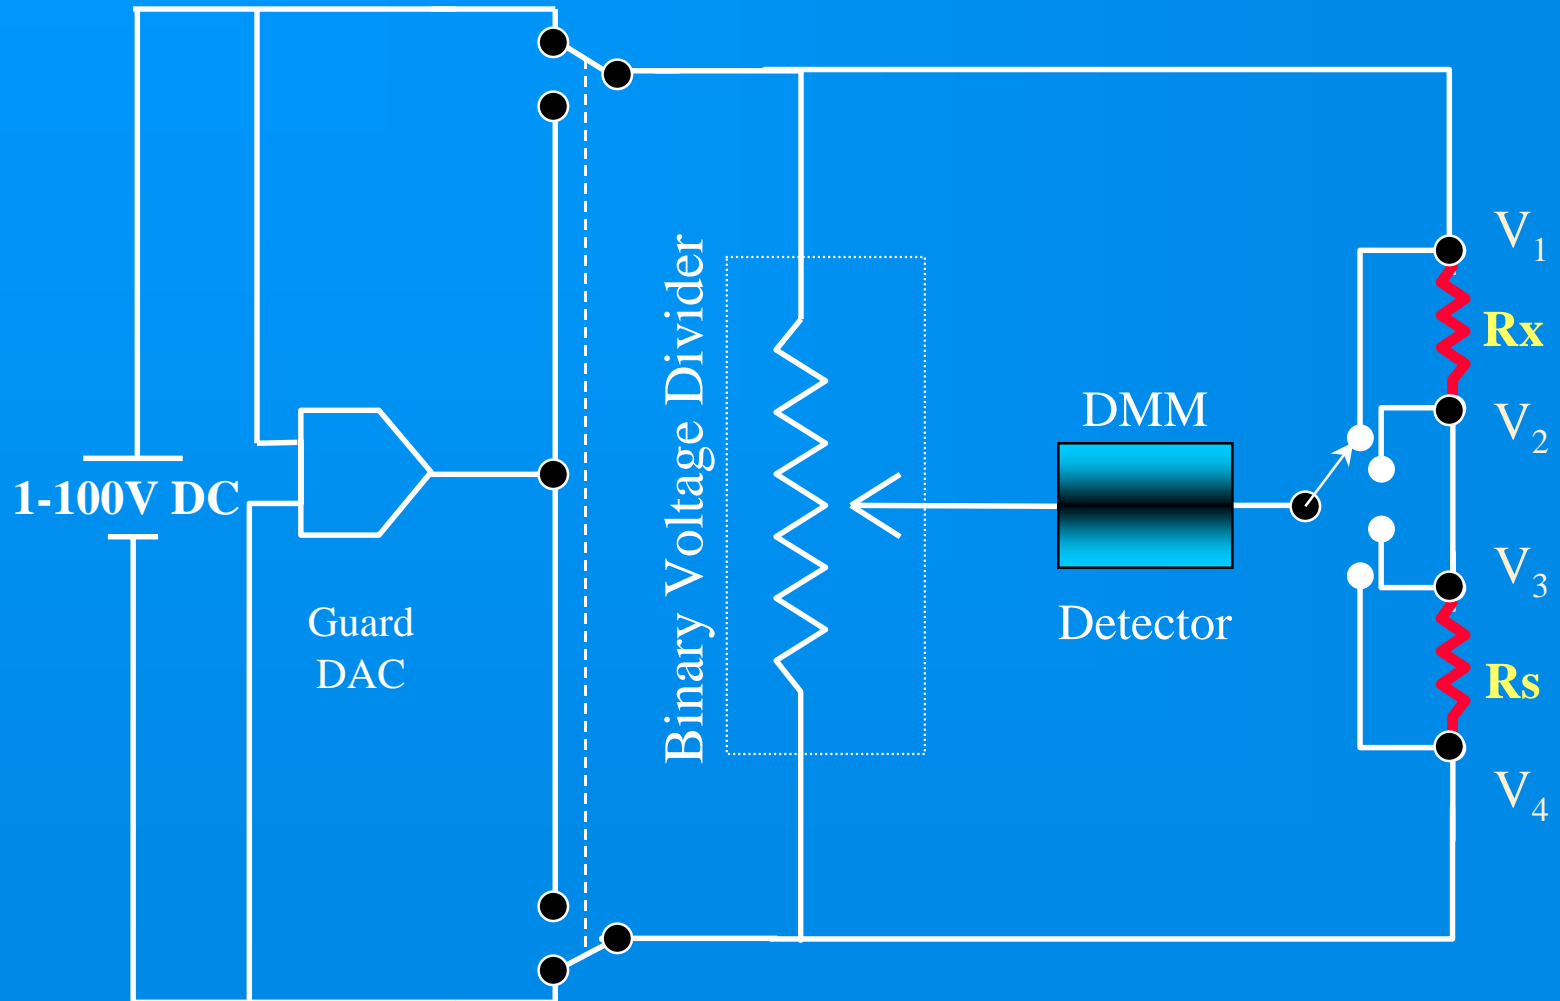 1-100V DC
Guard
DAC
Binary Voltage Divider
DMM
Detector
V1
Rx
V2
V3
Rs
V4